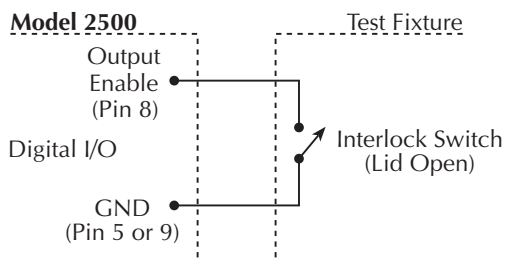 Model 2500
Test Fixture
Output
Enable
(Pin 8)
Digital I/O
Interlock Switch
(Lid Open)
GND
(Pin 5 or 9)